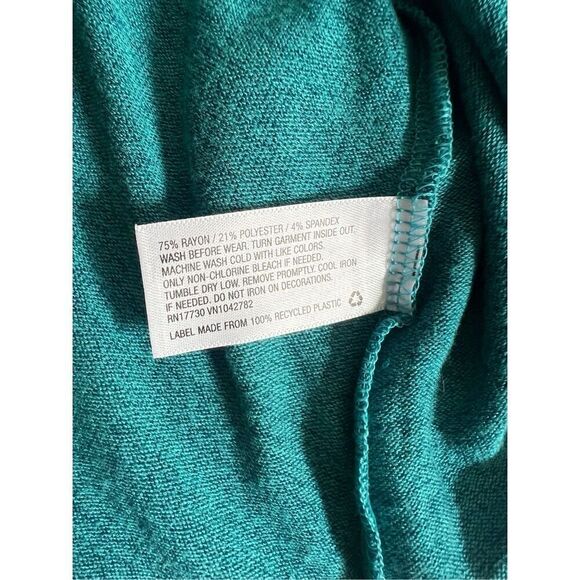 75% RAYON / 21% POLYESTER / 4% SPANDEX
WASH BEFORE WEAR. TURN GARMENT INSIDE OUT.
MACHINE WASH COLD WITH LIKE COLORS.
ONLY NON-CHLORINE BLEACH IF NEEDED.
TUMBLE DRY LOW. REMOVE PROMPTLY. COOL IRON
IF NEEDED. DO NOT IRON ON DECORATIONS.
RN17730 VN1042782
LABEL MADE FROM 100% RECYCLED PLASTIC